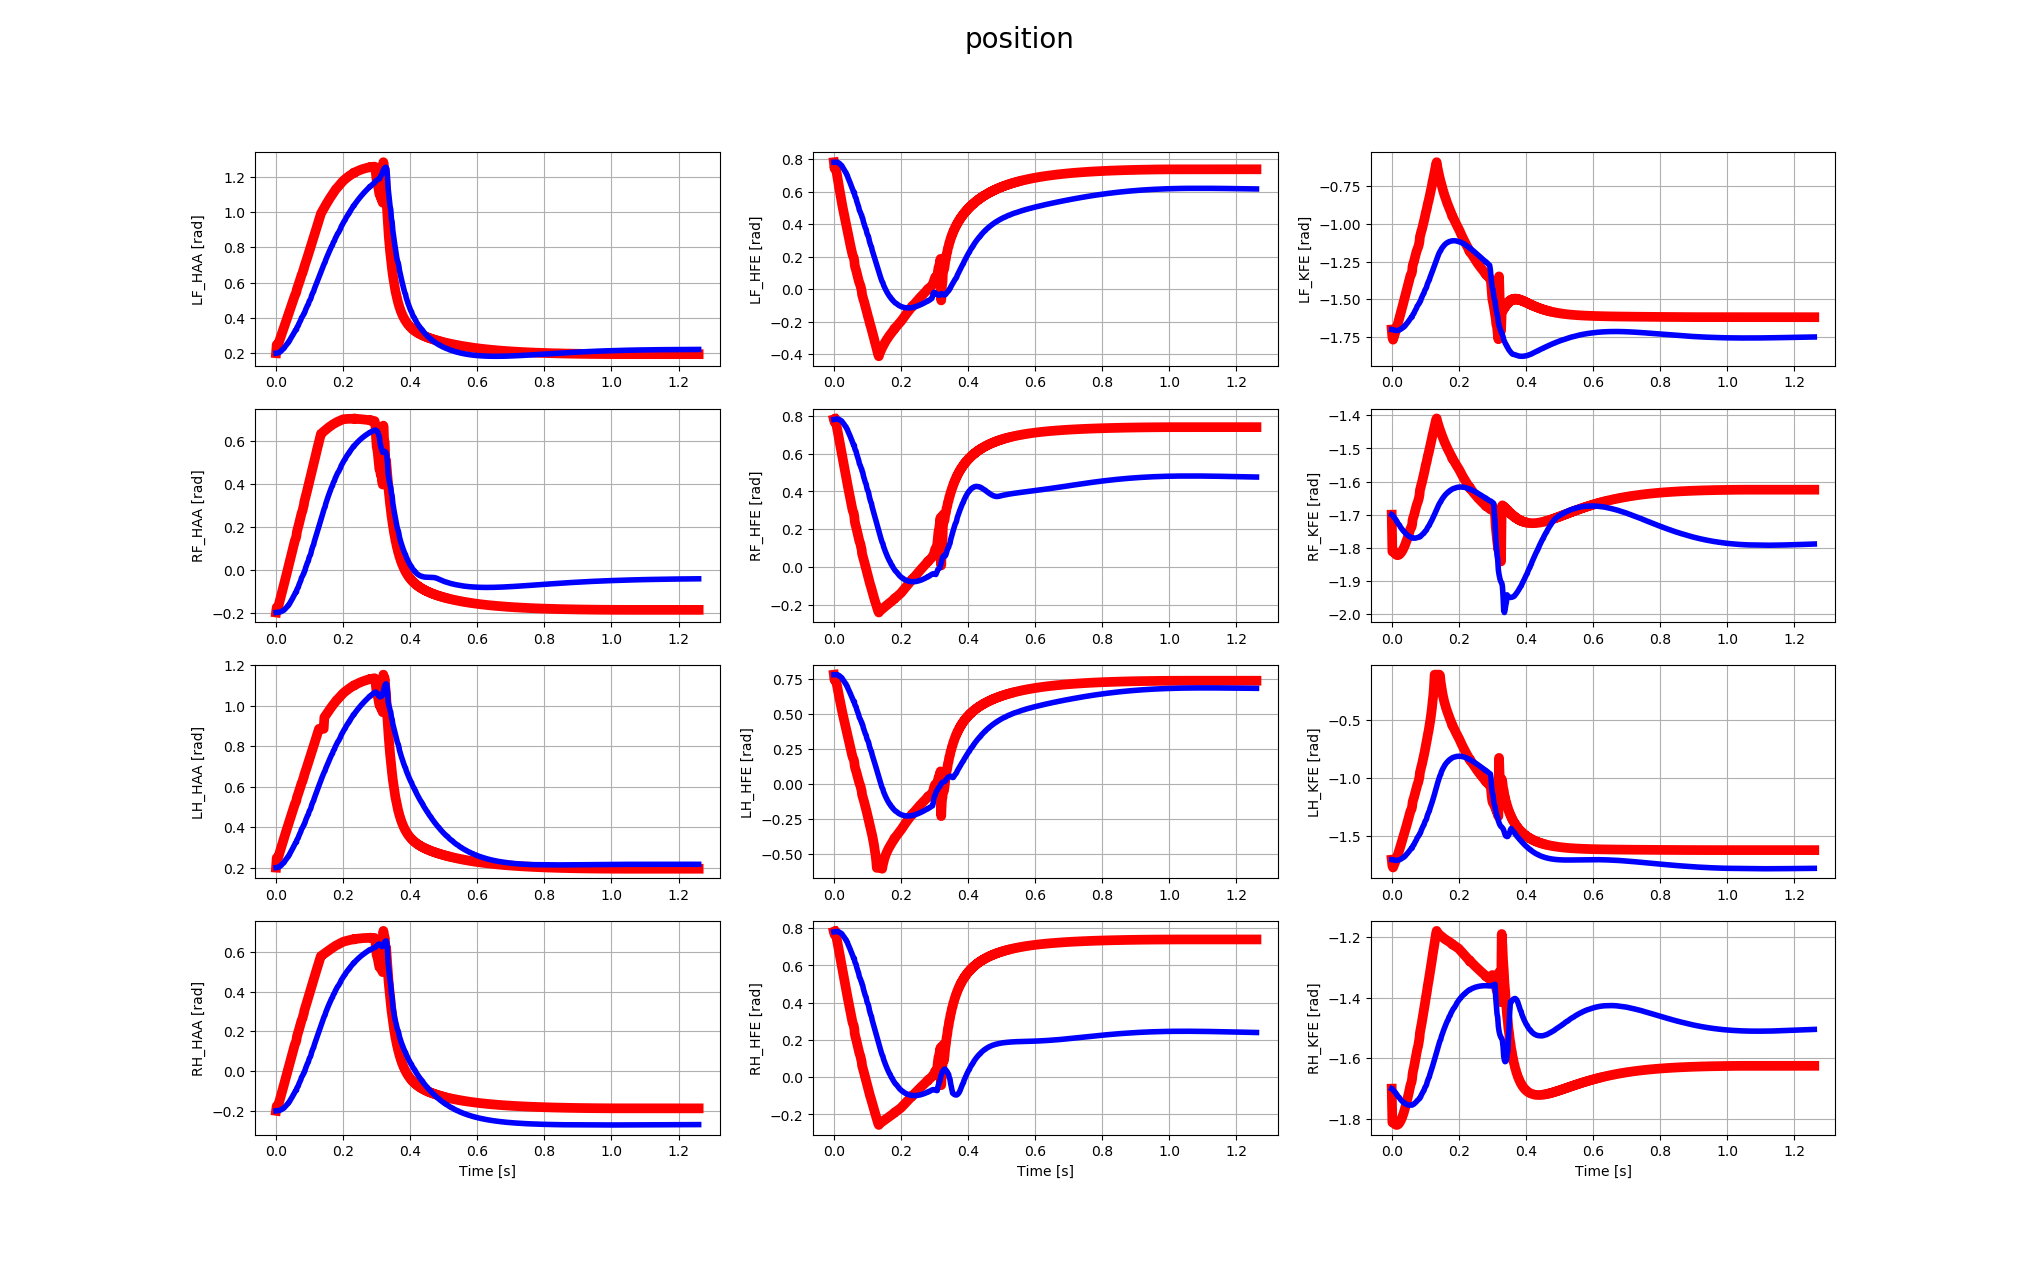 position
LF_HAA [rad]
1.2
1.0
0.8
0.6
0.4
0.2
0.0 0.2 0.4 0.6 0.8 1.0 1.2
LF_HFE [rad]
0.8
0.6
0.4
0.2
0.0
−0.2
−0.4
0.0 0.2 0.4 0.6 0.8 1.0 1.2
LF_KFE [rad]
−0.75
−1.00
−1.25
−1.50
−1.75
0.0 0.2 0.4 0.6 0.8 1.0 1.2
RF_HAA [rad]
0.6
0.4
0.2
0.0
−0.2
0.0 0.2 0.4 0.6 0.8 1.0 1.2
RF_HFE [rad]
0.8
0.6
0.4
0.2
0.0
−0.2
0.0 0.2 0.4 0.6 0.8 1.0 1.2
RF_KFE [rad]
−1.4
−1.5
−1.6
−1.7
−1.8
−1.9
−2.0
0.0 0.2 0.4 0.6 0.8 1.0 1.2
LH_HAA [rad]
1.2
1.0
0.8
0.6
0.4
0.2
0.0 0.2 0.4 0.6 0.8 1.0 1.2
LH_HFE [rad]
0.75
0.50
0.25
0.00
−0.25
−0.50
0.0 0.2 0.4 0.6 0.8 1.0 1.2
LH_KFE [rad]
−0.5
−1.0
−1.5
0.0 0.2 0.4 0.6 0.8 1.0 1.2
RH_HAA [rad]
0.6
0.4
0.2
0.0
−0.2
0.0 0.2 0.4 0.6 0.8 1.0 1.2
Time [s]
RH_HFE [rad]
0.8
0.6
0.4
0.2
0.0
−0.2
0.0 0.2 0.4 0.6 0.8 1.0 1.2
Time [s]
RH_KFE [rad]
−1.2
−1.4
−1.6
−1.8
0.0 0.2 0.4 0.6 0.8 1.0 1.2
Time [s]